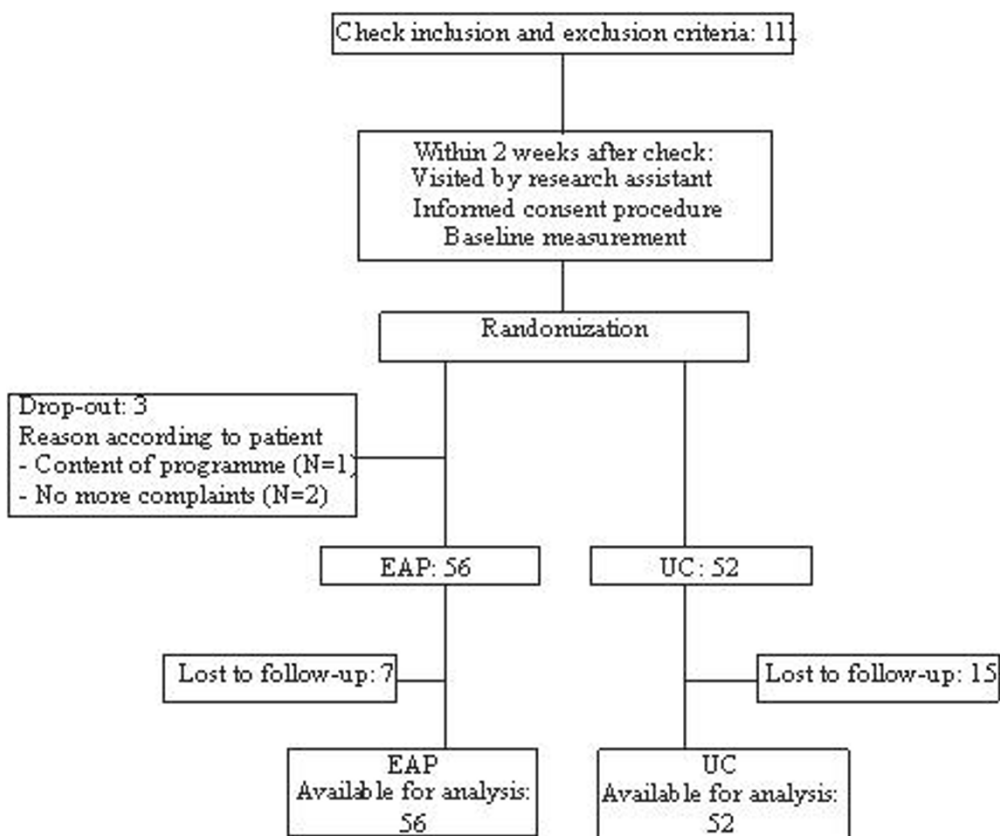 Check inclusion and exclusion criteria: 111
Within 2 weeks after check:
Visited by research assistant
Informed consent procedure
Baseline measurement
Randomization
Drop-out: 3
Reason according to patient
- Content of programme (N=1)
- No more complaints (N=2)
EAP: 56
UC: 52
Lost to follow-up: 7
Lost to follow-up: 15
EAP
Available for analysis:
56
UC
Available for analysis:
52